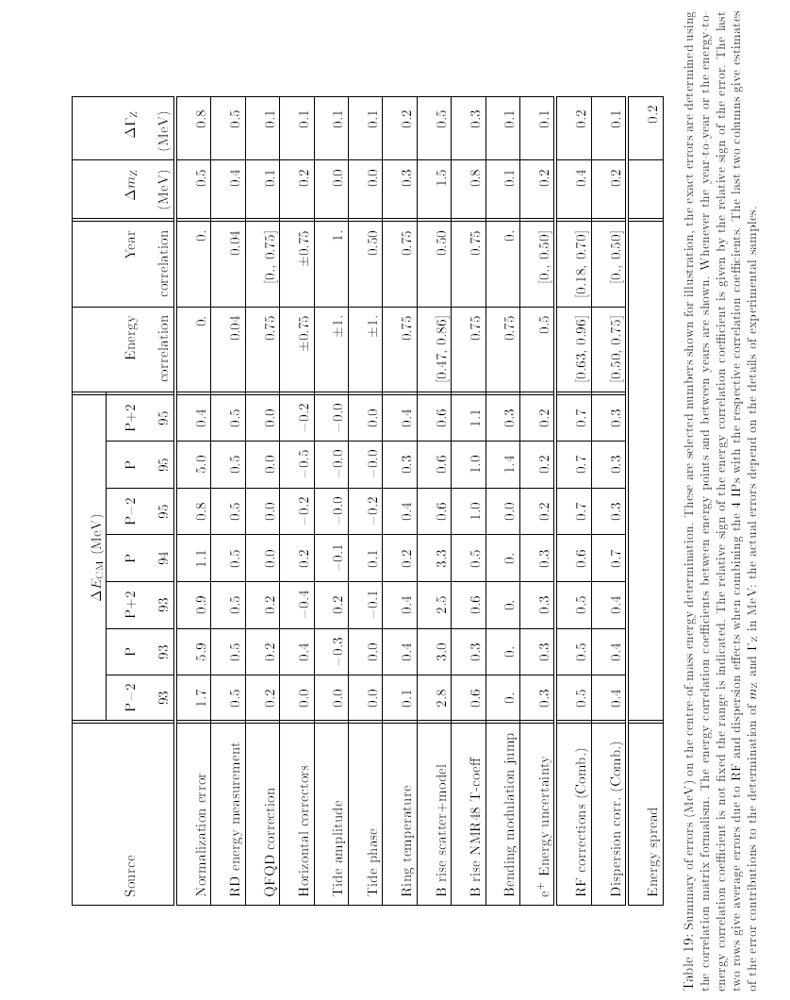 ΔE_CM (MeV)
Source P−2 P P+2 P P−2 P P+2 Energy Year Δm_Z ΔΓ_Z
93 93 93 94 95 95 95 correlation correlation (MeV) (MeV)
Normalization error 1.7 5.9 0.9 1.1 0.8 5.0 0.4 0. 0. 0.5 0.8
RD energy measurement 0.5 0.5 0.5 0.5 0.5 0.5 0.5 0.04 0.04 0.4 0.5
QFQD correction 0.2 0.2 0.2 0.0 0.0 0.0 0.0 0.75 [0., 0.75] 0.1 0.1
Horizontal correctors 0.0 0.4 −0.4 0.2 −0.2 −0.5 −0.2 ±0.75 ±0.75 0.2 0.1
Tide amplitude 0.0 −0.3 0.2 −0.1 −0.0 −0.0 −0.0 ±1. 1. 0.0 0.1
Tide phase 0.0 0.0 −0.1 0.1 −0.2 −0.0 0.0 ±1. 0.50 0.0 0.1
Ring temperature 0.1 0.4 0.4 0.2 0.4 0.3 0.4 0.75 0.75 0.3 0.2
B rise scatter+model 2.8 3.0 2.5 3.3 0.6 0.6 0.6 [0.47, 0.86] 0.50 1.5 0.5
B rise NMR48 T-coeff 0.6 0.3 0.6 0.5 1.0 1.0 1.1 0.75 0.75 0.8 0.3
Bending modulation jump 0. 0. 0. 0. 0.0 1.4 0.3 0.75 0. 0.1 0.1
e⁺ Energy uncertainty 0.3 0.3 0.3 0.3 0.2 0.2 0.2 0.5 [0., 0.50] 0.2 0.1
RF corrections (Comb.) 0.5 0.5 0.5 0.6 0.7 0.7 0.7 [0.63, 0.96] [0.18, 0.70] 0.4 0.2
Dispersion corr. (Comb.) 0.4 0.4 0.4 0.7 0.3 0.3 0.3 [0.50, 0.75] [0., 0.50] 0.2 0.1
Energy spread 0.2
Table 19: Summary of errors (MeV) on the centre-of-mass energy determination. These are selected numbers shown for illustration, the exact errors are determined using
the correlation matrix formalism. The energy correlation coefficients between energy points and between years are shown. Whenever the year-to-year or the energy-to-
energy correlation coefficient is not fixed the range is indicated. The relative sign of the energy correlation coefficient is given by the relative sign of the error. The last
two rows give average errors due to RF and dispersion effects when combining the 4 IPs with the respective correlation coefficients. The last two columns give estimates
of the error contributions to the determination of m_Z and Γ_Z in MeV: the actual errors depend on the details of experimental samples.